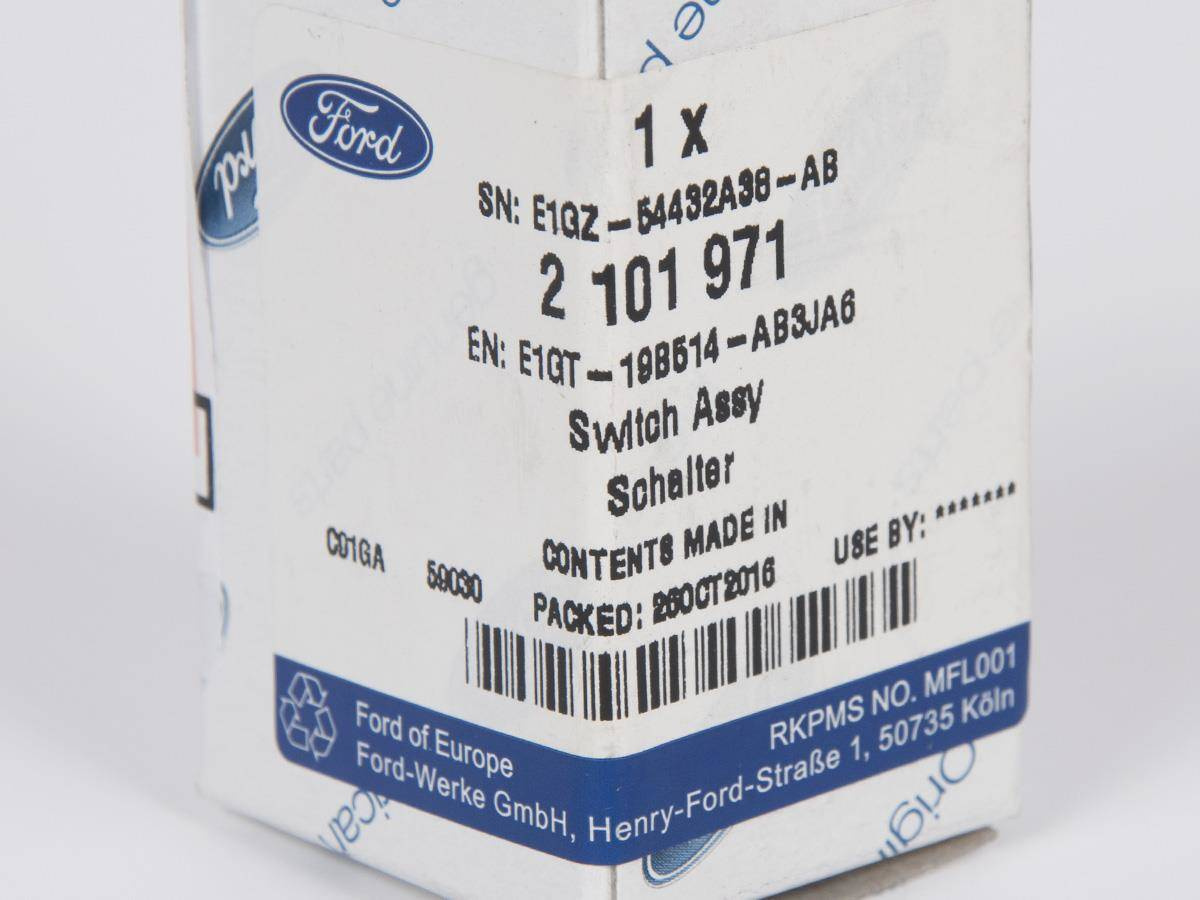 Ford
1 x
SN: E1GZ-54432A38-AB
2 101 971
EN: E1GT-19B514-AB3JA6
Switch Assy
Schalter
CONTENTS MADE IN
C01GA 59030 PACKED: 26OCT2016 USE BY: *******
Ford of Europe
RKPMS NO. MFL001
Ford-Werke GmbH, Henry-Ford-Straße 1, 50735 Köln
genuine parts